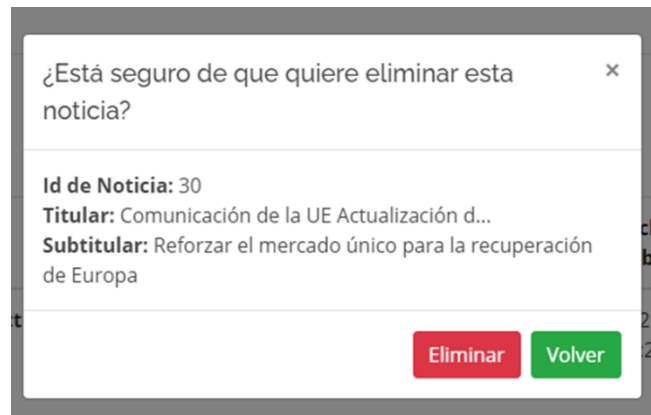 ¿Está seguro de que quiere eliminar esta
×
noticia?
Id de Noticia: 30
Titular: Comunicación de la UE Actualización d...
Subtitular: Reforzar el mercado único para la recuperación
de Europa
Eliminar
Volver